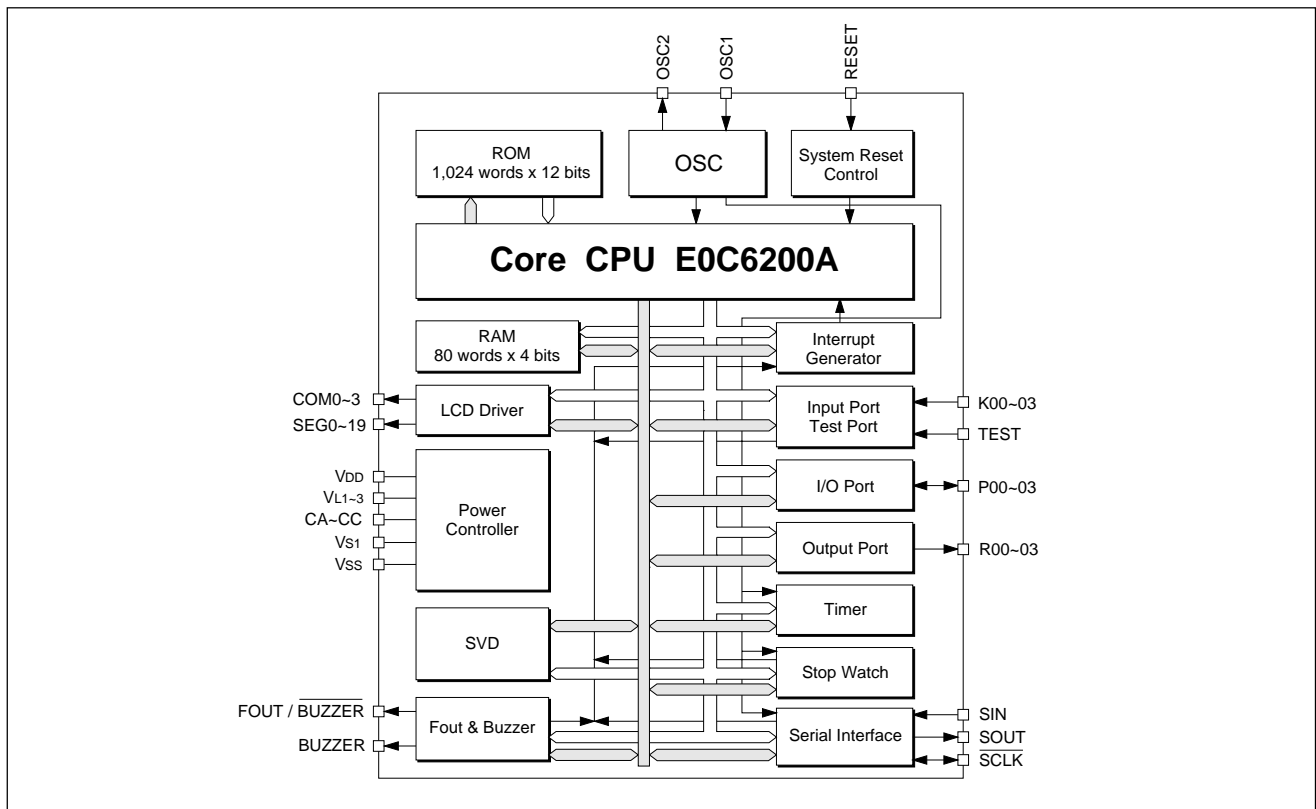 OSC2
OSC1
RESET
ROM
1,024 words x 12 bits
OSC
System Reset
Control
Core CPU E0C6200A
RAM
80 words x 4 bits
Interrupt
Generator
COM0~3
SEG0~19
LCD Driver
Input Port
Test Port
K00~03
TEST
VDD
VL1~3
CA~CC
VS1
VSS
Power
Controller
I/O Port
P00~03
Output Port
R00~03
Timer
SVD
Stop Watch
FOUT / BUZZER
BUZZER
Fout & Buzzer
Serial Interface
SIN
SOUT
SCLK